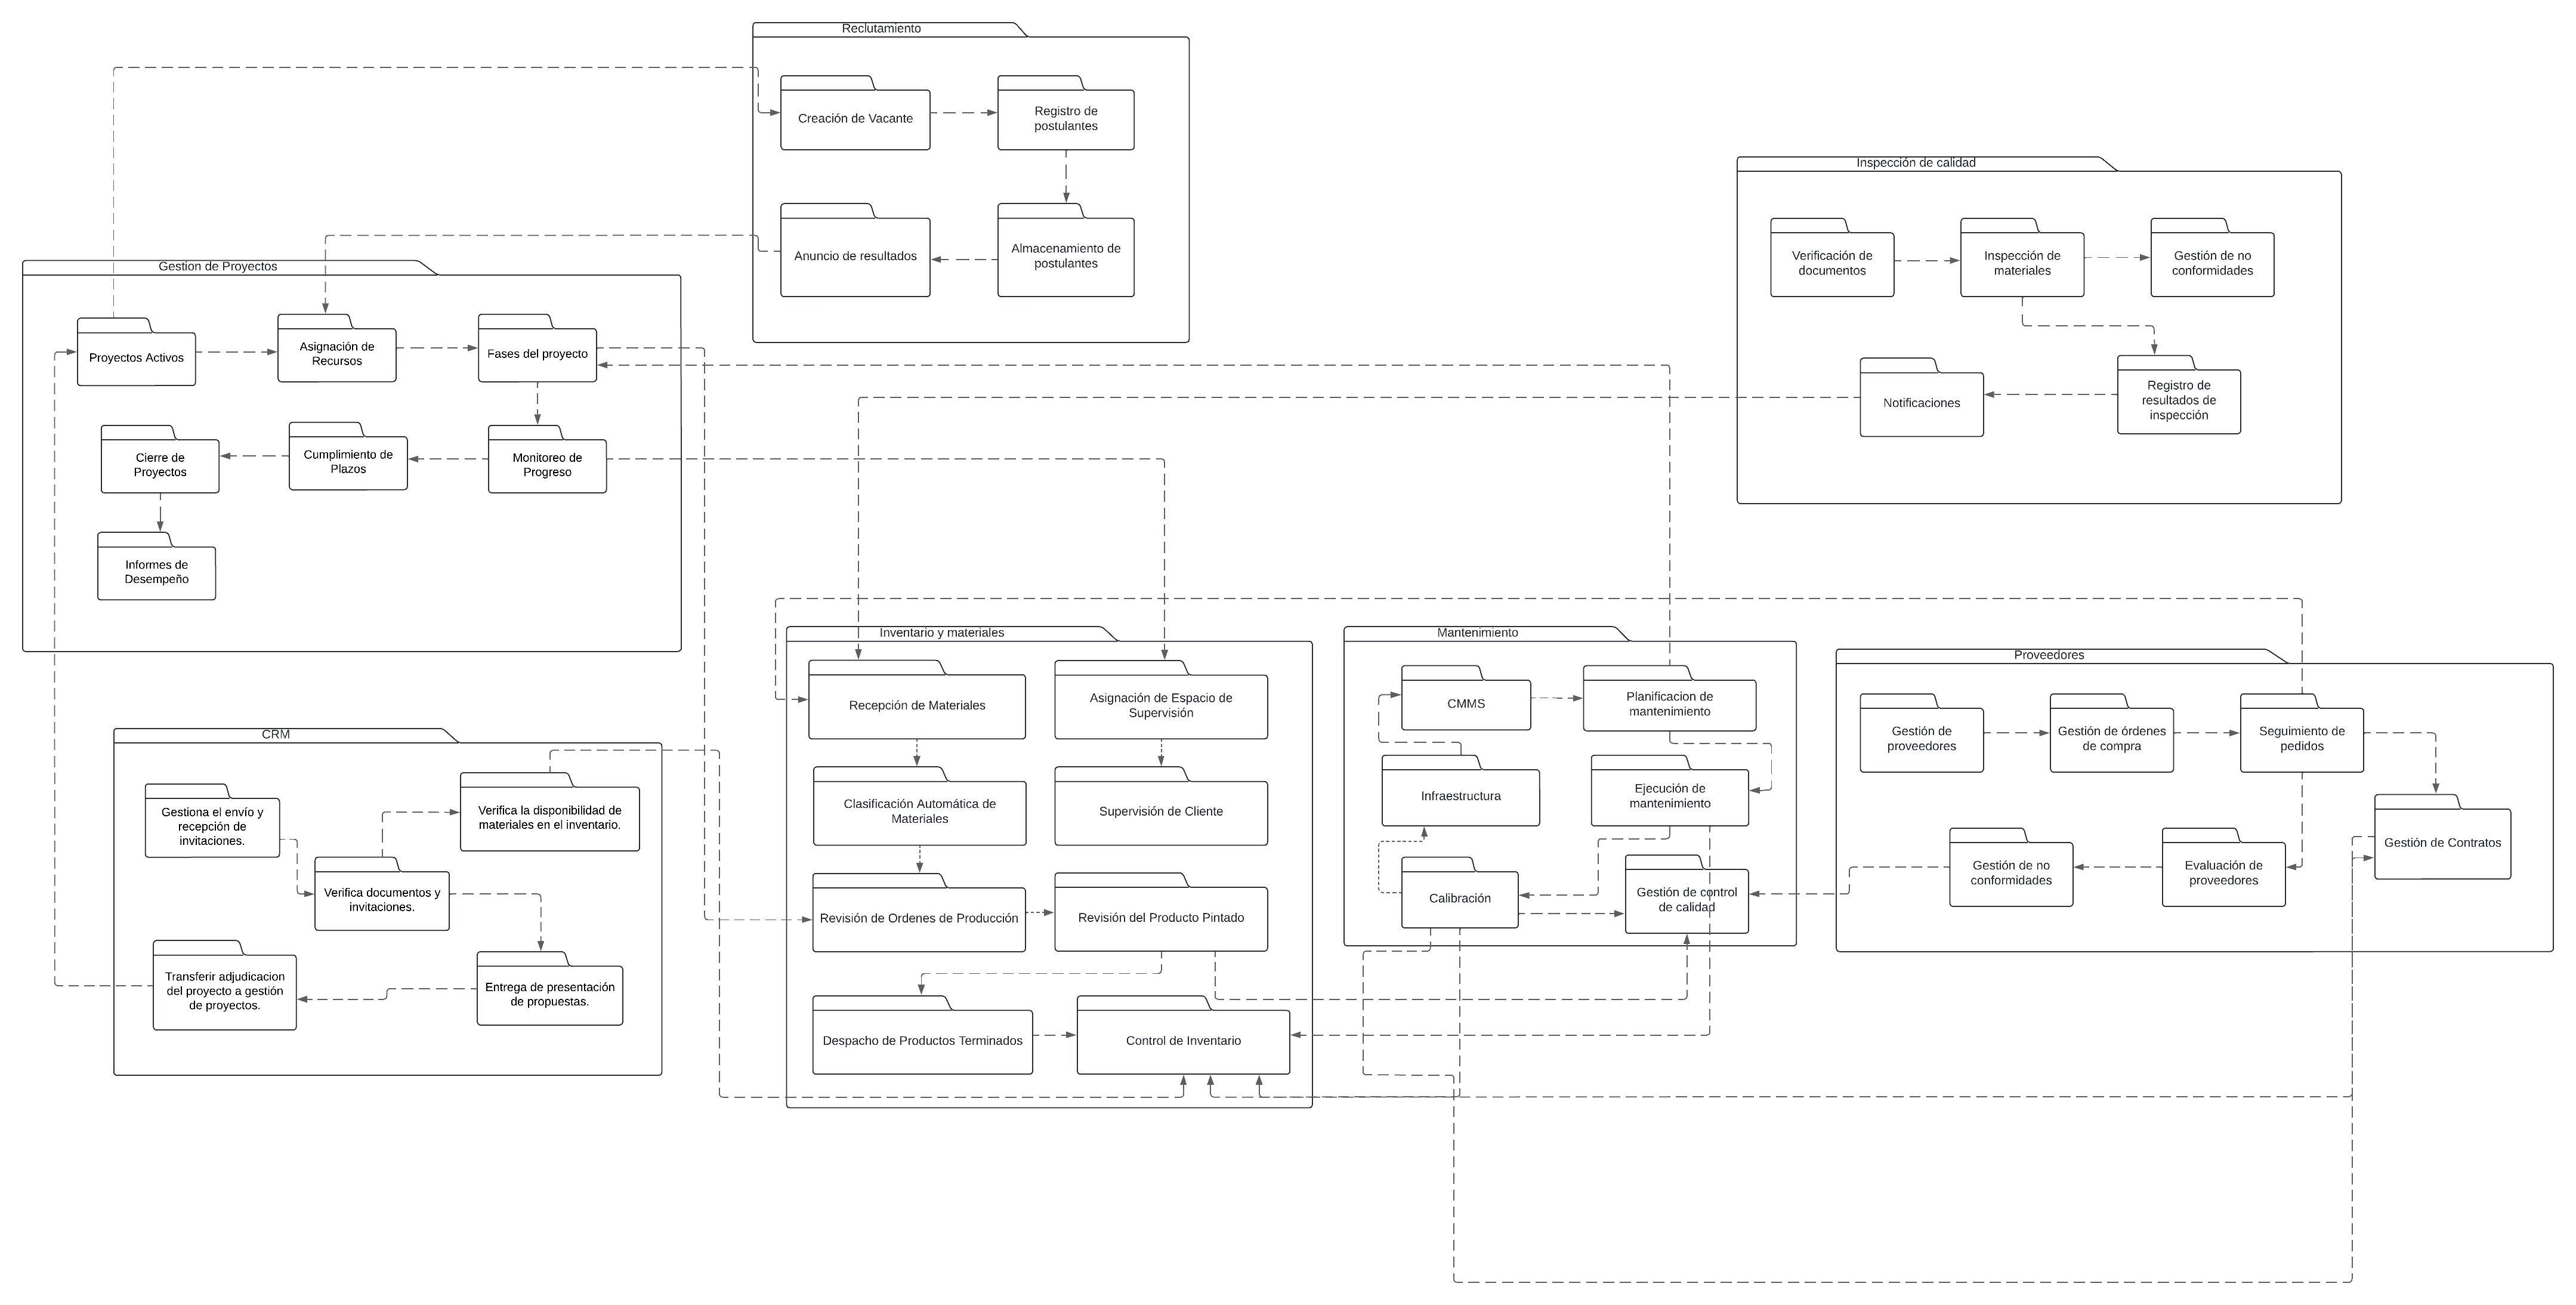 Reclutamiento
Creación de Vacante
Registro de
postulantes
Anuncio de resultados
Almacenamiento de
postulantes
Inspección de calidad
Verificación de
documentos
Inspección de
materiales
Gestión de no
conformidades
Notificaciones
Registro de
resultados de
inspección
Gestion de Proyectos
Proyectos Activos
Asignación de
Recursos
Fases del proyecto
Cierre de
Proyectos
Cumplimiento de
Plazos
Monitoreo de
Progreso
Informes de
Desempeño
CRM
Gestiona el envío y
recepción de
invitaciones.
Verifica la disponibilidad de
materiales en el inventario.
Verifica documentos y
invitaciones.
Transferir adjudicacion
del proyecto a gestión
de proyectos.
Entrega de presentación
de propuestas.
Inventario y materiales
Recepción de Materiales
Asignación de Espacio de
Supervisión
Clasificación Automática de
Materiales
Supervisión de Cliente
Revisión de Ordenes de Producción
Revisión del Producto Pintado
Despacho de Productos Terminados
Control de Inventario
Mantenimiento
CMMS
Planificacion de
mantenimiento
Infraestructura
Ejecución de
mantenimiento
Calibración
Gestión de control
de calidad
Proveedores
Gestión de
proveedores
Gestión de órdenes
de compra
Seguimiento de
pedidos
Gestión de no
conformidades
Evaluación de
proveedores
Gestión de Contratos